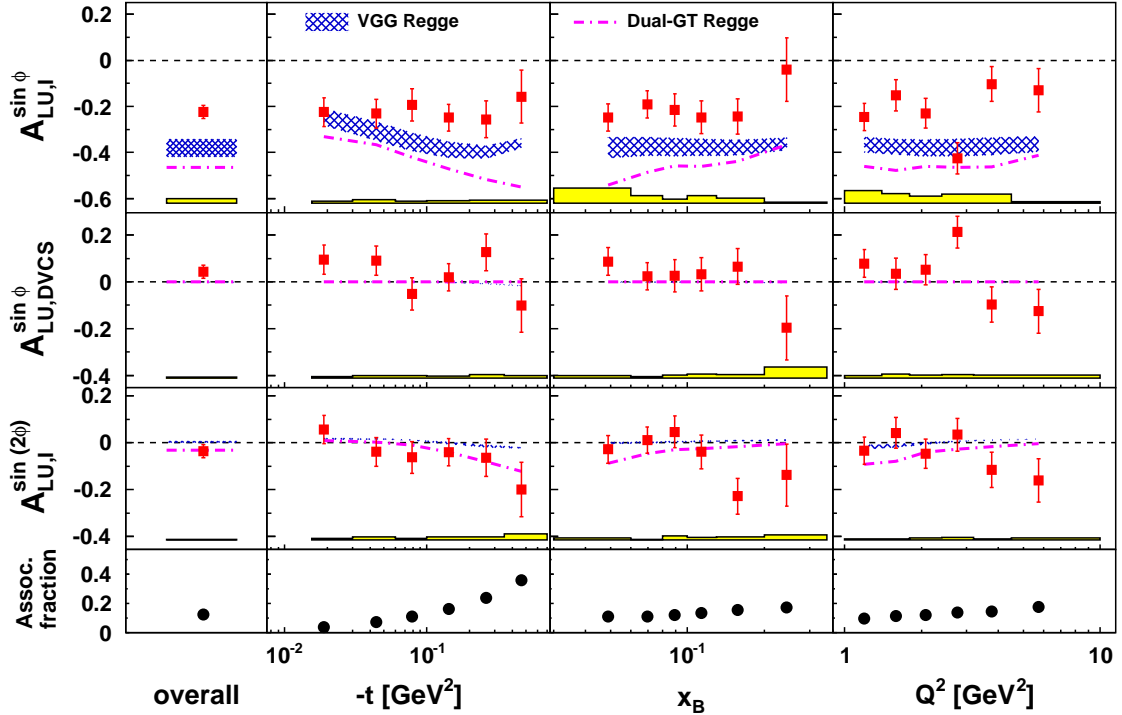 VGG Regge Dual-GT Regge
A_{LU,I}^{sin ϕ}
0.2
0
-0.2
-0.4
-0.6
A_{LU,DVCS}^{sin ϕ}
0.2
0
-0.2
-0.4
A_{LU,I}^{sin (2ϕ)}
0.2
0
-0.2
-0.4
Assoc. fraction
0.4
0.2
0
10^{-2} 10^{-1} 10^{-1} 1 10
overall -t [GeV^2] x_B Q^2 [GeV^2]